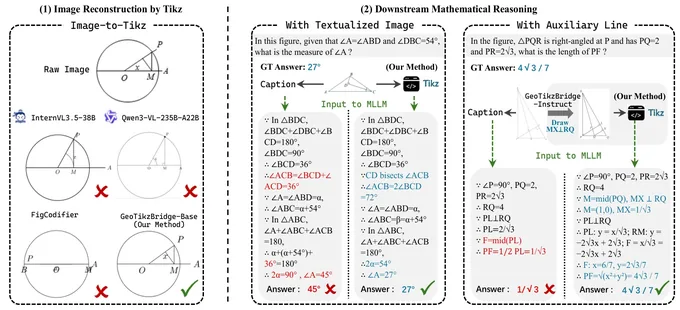 (1) Image Reconstruction by Tikz
Image-to-Tikz
Raw Image
P
x
O
M
A
InternVL3.5-38B
Qwen3-VL-235B-A22B
P
O
M
A
FigCodifier
GeoTikzBridge-Base
(Our Method)
P
B
M
A
P
x
O
M
A
(2) Downstream Mathematical Reasoning
With Textualized Image
In this figure, given that ∠A=∠ABD and ∠DBC=54°,
what is the measure of ∠A ?
GT Answer: 27°
(Our Method)
Caption
Tikz
Input to MLLM
∵ In △BDC,
∠BDC+∠DBC+∠B
CD=180°,
∠BDC=90°
∴ ∠BCD=36°
∴∠ACB=∠BCD+∠
ACD=36°
∵ ∠A=∠ABD=α,
∴ ∠ABC=α+54°
∵ In △ABC,
∠A+∠ABC+∠ACB
=180,
∴ α+(α+54°)+
36°=180°
∴ 2α=90° , ∠A=45°
Answer : 45°
∵ In △BDC,
∠BDC+∠DBC+∠B
CD=180°,
∠BDC=90°,
∴ ∠BCD=36°
∵CD bisects ∠ACB
∴∠ACB=2∠BCD
=72°
∵ ∠A=∠ABD=α,
∴ ∠ABC=β=α+54°
∵ In △ABC,
∠A+∠ABC+∠ACB
=180°,
∴2α=54°
∴ ∠A=27°
Answer : 27°
With Auxiliary Line
In the figure, △PQR is right-angled at P and has PQ=2
and PR=2√3, what is the length of PF ?
GT Answer: 4√3 / 7
GeoTikzBridge
-Instruct
(Our Method)
Caption
Draw
MX⊥RQ
Tikz
Input to MLLM
∵ ∠P=90°, PQ=2,
PR=2√3
∴ RQ=4
∵ PL⊥RQ
∴ PL=2/√3
∵ F=mid(PL)
∴ PF=1/2 PL=1/√3
Answer : 1/√3
∵ ∠P=90°, PQ=2, PR=2√3
∴ RQ=4
∵ M=mid(PQ), MX ⊥ RQ
∴ M=(1,0), MX=1/√3
∵ PL⊥RQ
∴ PL: y = x/√3; RM: y =
-2√3x + 2√3; F = x/√3 =
-2√3x + 2√3
∴ F: x=6/7, y=2√3/7
∴ PF=√(x²+y²)= 4√3 / 7
Answer : 4√3 / 7